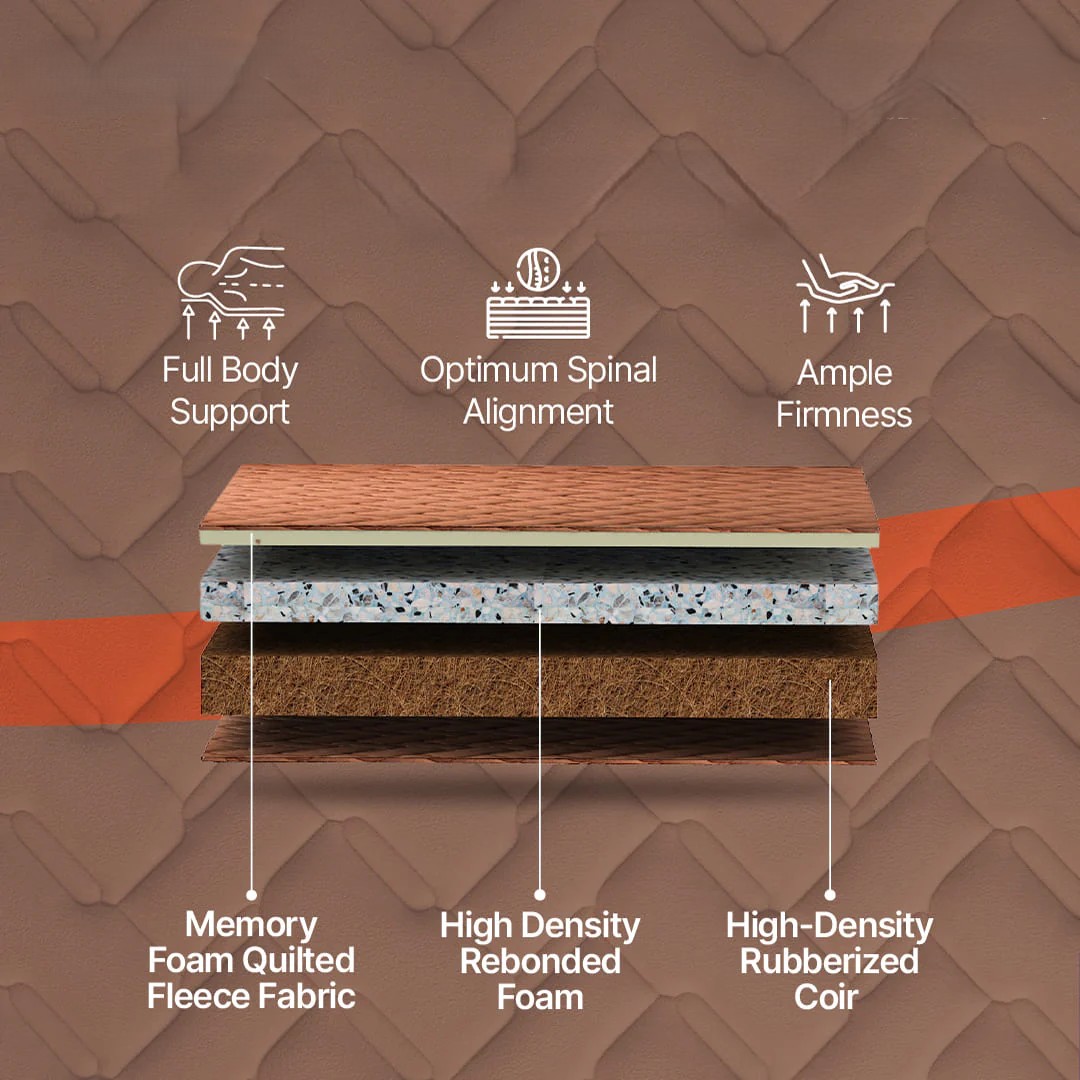 Full Body
Support
Optimum Spinal
Alignment
Ample
Firmness
Memory
Foam Quilted
Fleece Fabric
High Density
Rebonded
Foam
High-Density
Rubberized
Coir